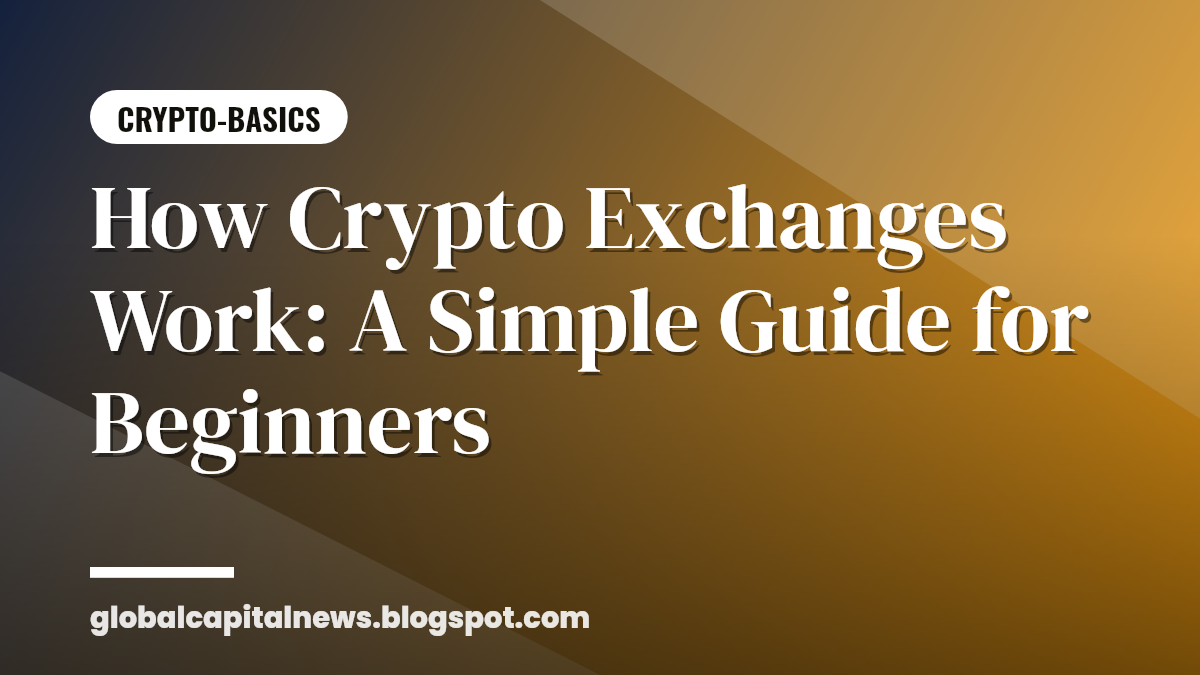 CRYPTO-BASICS
How Crypto Exchanges
Work: A Simple Guide for
Beginners
globalcapitalnews.blogspot.com